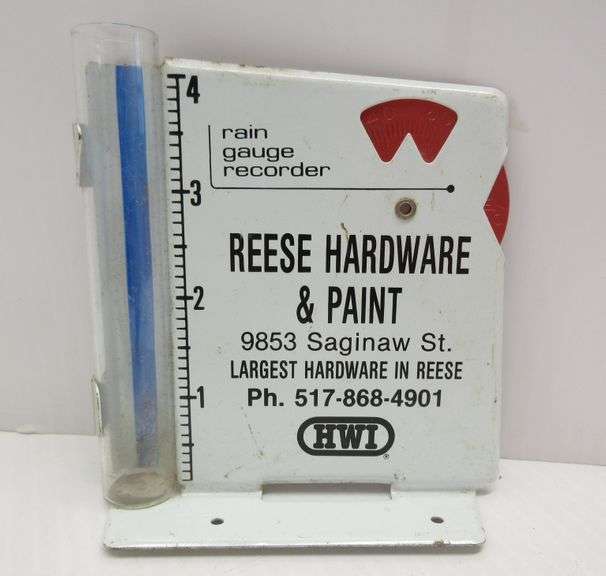 4
rain
gauge
recorder
3
REESE HARDWARE
2
& PAINT
9853 Saginaw St.
LARGEST HARDWARE IN REESE
1
Ph. 517-868-4901
HWI
®